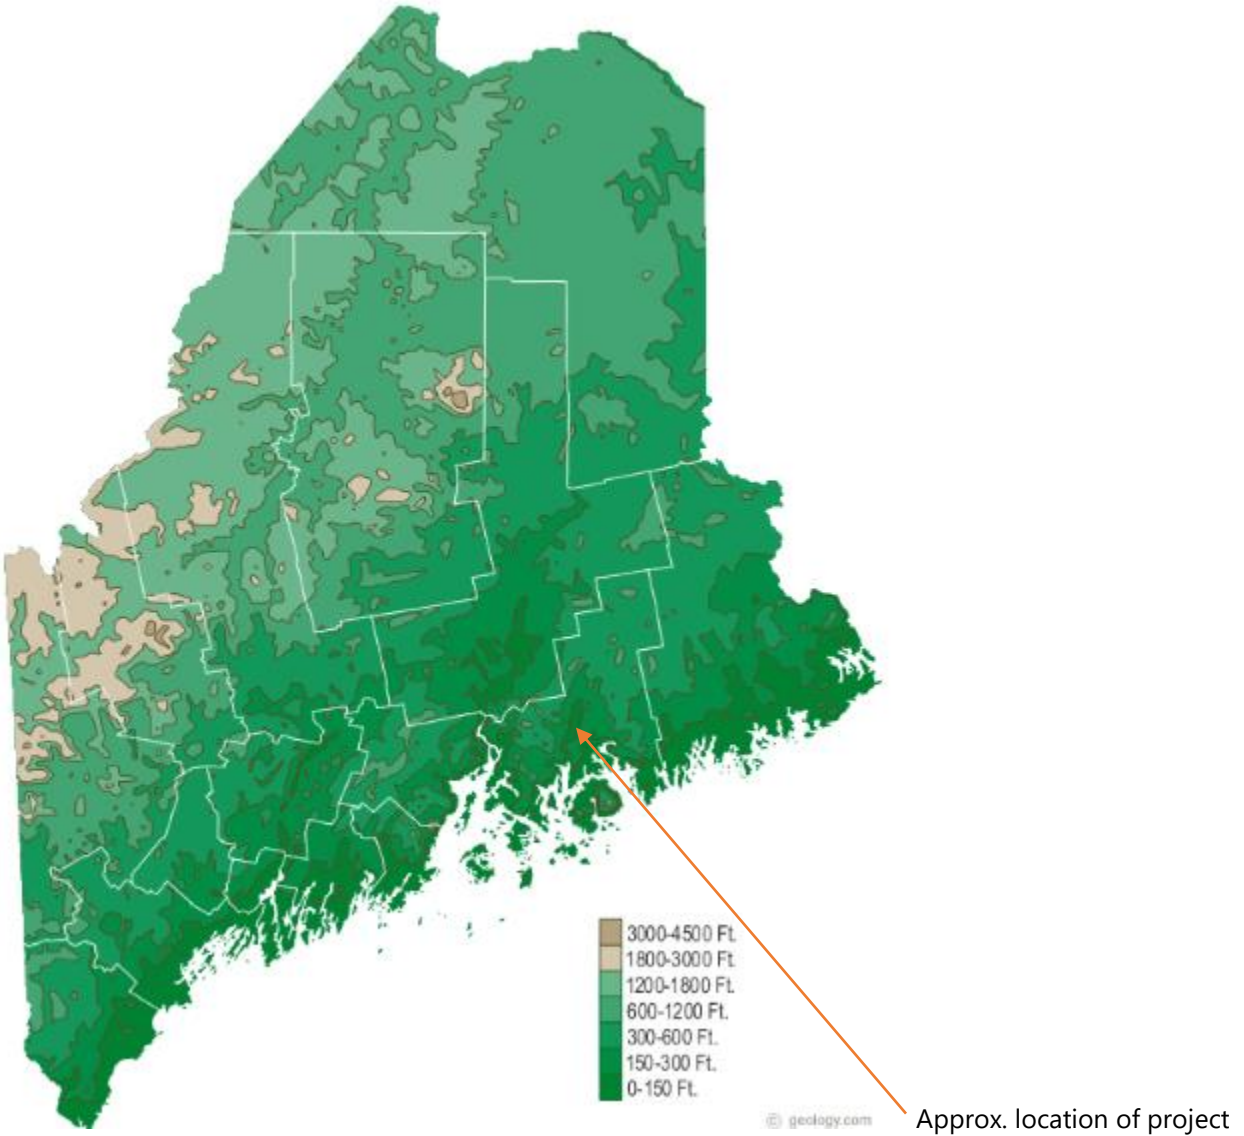 3000-4500 Ft.
1800-3000 Ft.
1200-1800 Ft.
600-1200 Ft.
300-600 Ft.
150-300 Ft.
0-150 Ft.
© geology.com
Approx. location of project